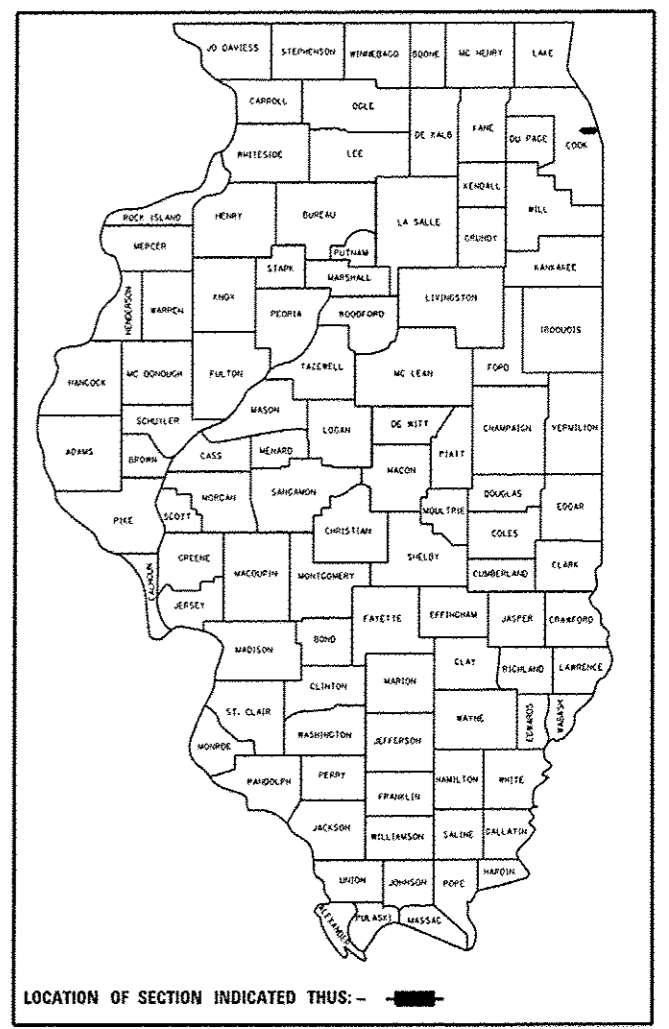 JO DAVIESS STEPHENSON WINNEBAGO BOONE MC HENRY LAKE
CARROLL OGLE DE KALB KANE DU PAGE COOK
WHITESIDE LEE
KENDALL WILL
ROCK ISLAND HENRY BUREAU LA SALLE GRUNDY
MERCER PUTNAM
STARK MARSHALL KANKAKEE
HENDERSON WARREN KNOX PEORIA WOODFORD LIVINGSTON IROQUOIS
HANCOCK MC DONOUGH FULTON TAZEWELL MC LEAN FORD
MASON
SCHUYLER LOGAN DE WITT CHAMPAIGN VERMILION
ADAMS BROWN CASS MENARD MACON PIATT
MORGAN SANGAMON DOUGLAS
PIKE SCOTT CHRISTIAN MOULTRIE COLES EDGAR
GREENE MACOUPIN MONTGOMERY SHELBY CUMBERLAND CLARK
CALHOUN JERSEY
FAYETTE EFFINGHAM JASPER CRAWFORD
MADISON BOND
CLAY RICHLAND LAWRENCE
CLINTON MARION
ST. CLAIR WAYNE EDWARDS WABASH
WASHINGTON JEFFERSON
MONROE
RANDOLPH PERRY HAMILTON WHITE
FRANKLIN
JACKSON WILLIAMSON SALINE GALLATIN
UNION JOHNSON POPE HARDIN
ALEXANDER PULASKI MASSAC
LOCATION OF SECTION INDICATED THUS: –